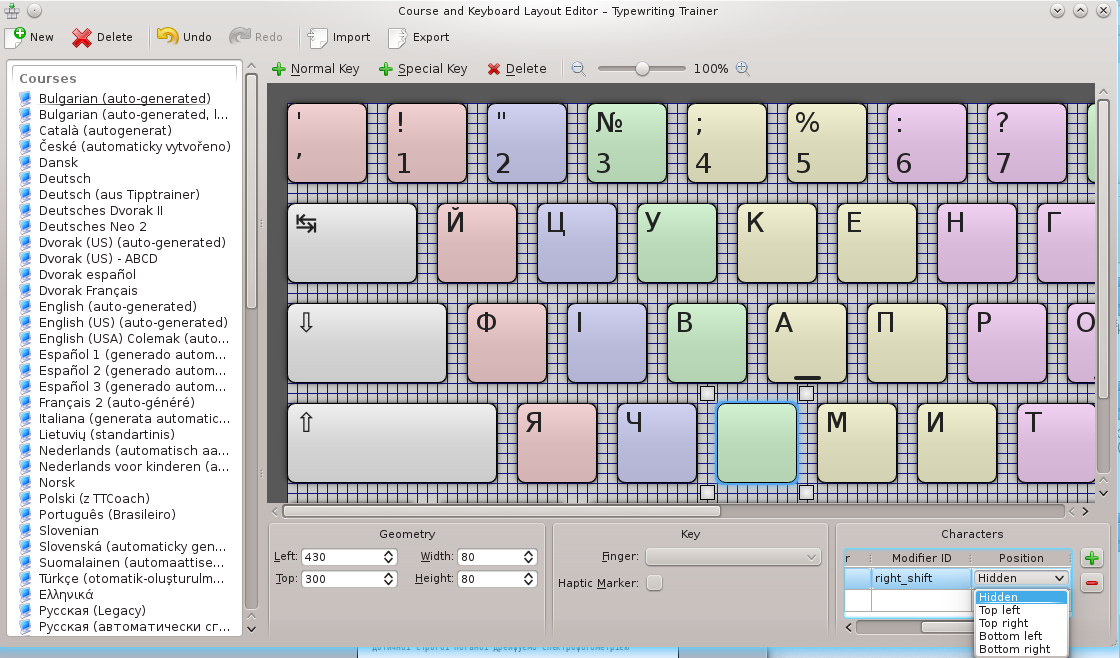 Course and Keyboard Layout Editor – Typewriting Trainer
New Delete Undo Redo Import Export
Courses
Bulgarian (auto-generated)
Bulgarian (auto-generated, l...
Català (autogenerat)
České (automaticky vytvořeno)
Dansk
Deutsch
Deutsch (aus Tipptrainer)
Deutsches Dvorak II
Deutsches Neo 2
Dvorak (US) (auto-generated)
Dvorak (US) - ABCD
Dvorak español
Dvorak Français
English (auto-generated)
English (US) (auto-generated)
English (USA) Colemak (auto...
Español 1 (generado autom...
Español 2 (generado autom...
Español 3 (generado autom...
Français 2 (auto-généré)
Italiana (generata automatic...
Lietuvių (standartinis)
Nederlands (automatisch aa...
Nederlands voor kinderen (a...
Norsk
Polski (z TTCoach)
Português (Brasileiro)
Slovenian
Slovenská (automaticky gen...
Suomalainen (automaattise...
Türkçe (otomatik-oluşturulm...
Ελληνικά
Русская (Legacy)
Русская (автоматически сг...
Normal Key Special Key Delete 100%
' ! " № ; % : ?
, 1 2 3 4 5 6 7
↹ Й Ц У К Е Н Г
⇩ Ф І В А П Р О
⇧ Я Ч М И Т
Geometry
Left: 430 Width: 80
Top: 300 Height: 80
Key
Finger:
Haptic Marker:
Characters
r Modifier ID Position
right_shift Hidden
Hidden
Top left
Top right
Bottom left
Bottom right